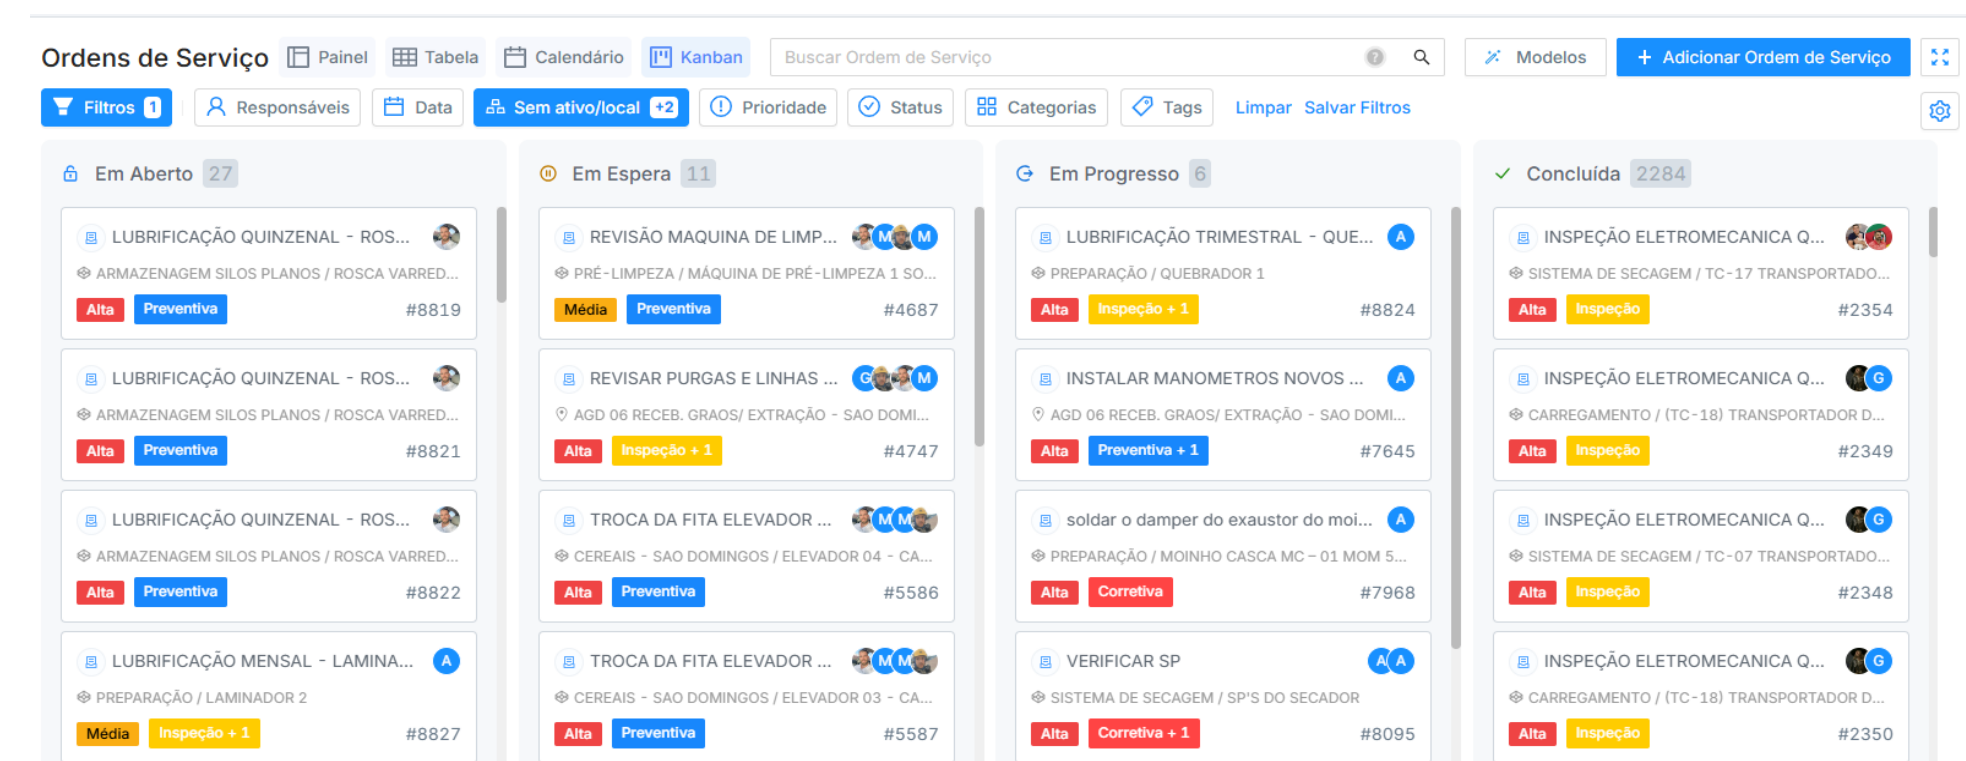 Ordens de Serviço Painel Tabela Calendário Kanban Buscar Ordem de Serviço ? Modelos + Adicionar Ordem de Serviço
Filtros 1 Responsáveis Data Sem ativo/local +2 Prioridade Status Categorias Tags Limpar Salvar Filtros
Em Aberto 27
LUBRIFICAÇÃO QUINZENAL - ROS...
ARMAZENAGEM SILOS PLANOS / ROSCA VARRED...
Alta Preventiva #8819
LUBRIFICAÇÃO QUINZENAL - ROS...
ARMAZENAGEM SILOS PLANOS / ROSCA VARRED...
Alta Preventiva #8821
LUBRIFICAÇÃO QUINZENAL - ROS...
ARMAZENAGEM SILOS PLANOS / ROSCA VARRED...
Alta Preventiva #8822
LUBRIFICAÇÃO MENSAL - LAMINA... A
PREPARAÇÃO / LAMINADOR 2
Média Inspeção + 1 #8827
Em Espera 11
REVISÃO MAQUINA DE LIMP... M M
PRÉ-LIMPEZA / MÁQUINA DE PRÉ-LIMPEZA 1 SO...
Média Preventiva #4687
REVISAR PURGAS E LINHAS ... G M
AGD 06 RECEB. GRAOS/ EXTRAÇÃO - SAO DOMI...
Alta Inspeção + 1 #4747
TROCA DA FITA ELEVADOR ... M M
CEREAIS - SAO DOMINGOS / ELEVADOR 04 - CA...
Alta Preventiva #5586
TROCA DA FITA ELEVADOR ... M M
CEREAIS - SAO DOMINGOS / ELEVADOR 03 - CA...
Alta Preventiva #5587
Em Progresso 6
LUBRIFICAÇÃO TRIMESTRAL - QUE... A
PREPARAÇÃO / QUEBRADOR 1
Alta Inspeção + 1 #8824
INSTALAR MANOMETROS NOVOS ... A
AGD 06 RECEB. GRAOS/ EXTRAÇÃO - SAO DOMI...
Alta Preventiva + 1 #7645
soldar o damper do exaustor do moi... A
PREPARAÇÃO / MOINHO CASCA MC – 01 MOM 5...
Alta Corretiva #7968
VERIFICAR SP A A
SISTEMA DE SECAGEM / SP'S DO SECADOR
Alta Corretiva + 1 #8095
Concluída 2284
INSPEÇÃO ELETROMECANICA Q...
SISTEMA DE SECAGEM / TC-17 TRANSPORTADO...
Alta Inspeção #2354
INSPEÇÃO ELETROMECANICA Q... G
CARREGAMENTO / (TC-18) TRANSPORTADOR D...
Alta Inspeção #2349
INSPEÇÃO ELETROMECANICA Q... G
SISTEMA DE SECAGEM / TC-07 TRANSPORTADO...
Alta Inspeção #2348
INSPEÇÃO ELETROMECANICA Q... G
CARREGAMENTO / (TC-18) TRANSPORTADOR D...
Alta Inspeção #2350